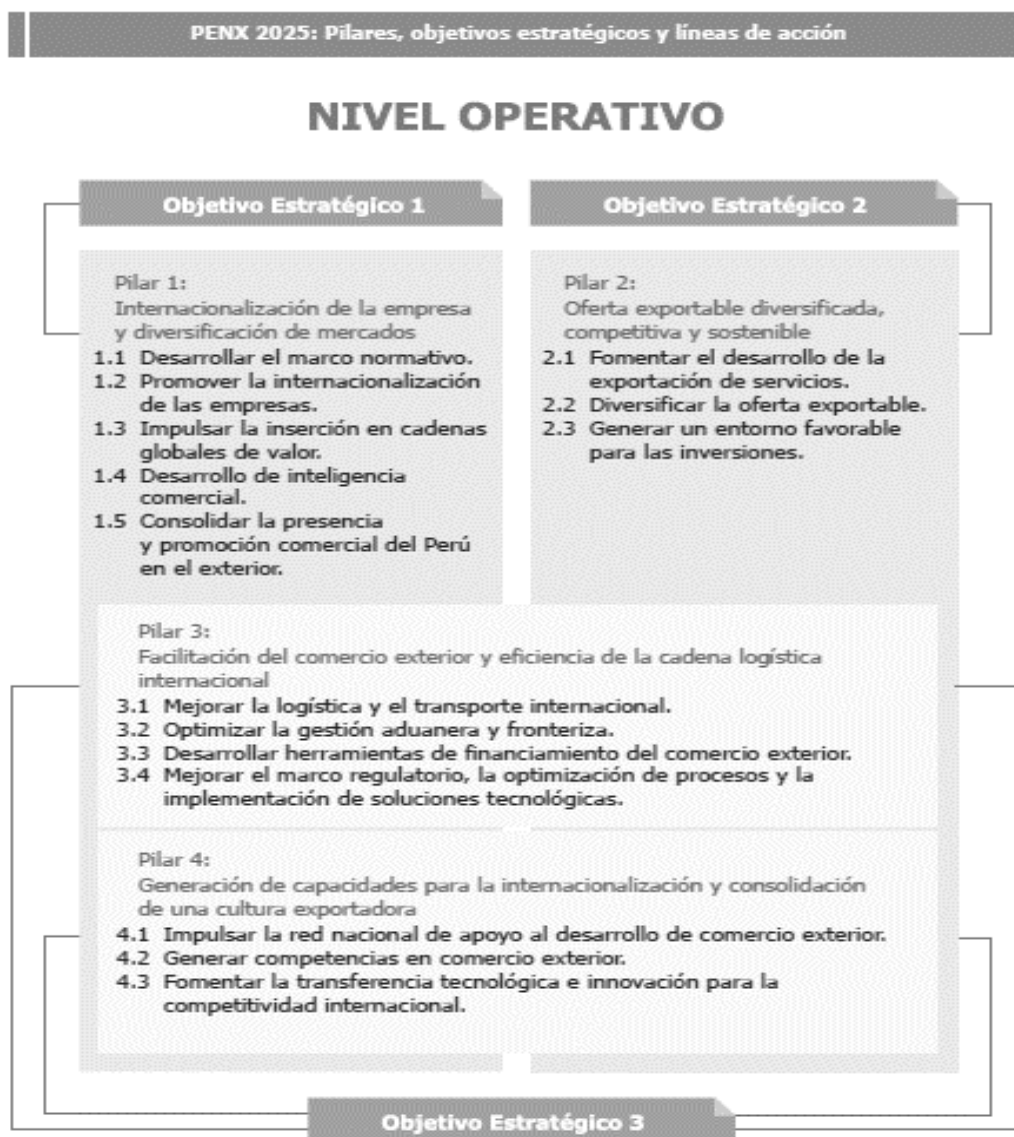 PENX 2025: Pilares, objetivos estratégicos y líneas de acción
NIVEL OPERATIVO
Objetivo Estratégico 1
Pilar 1:
Internacionalización de la empresa
y diversificación de mercados
1.1 Desarrollar el marco normativo.
1.2 Promover la internacionalización
de las empresas.
1.3 Impulsar la inserción en cadenas
globales de valor.
1.4 Desarrollo de inteligencia
comercial.
1.5 Consolidar la presencia
y promoción comercial del Perú
en el exterior.
Objetivo Estratégico 2
Pilar 2:
Oferta exportable diversificada,
competitiva y sostenible
2.1 Fomentar el desarrollo de la
exportación de servicios.
2.2 Diversificar la oferta exportable.
2.3 Generar un entorno favorable
para las inversiones.
Pilar 3:
Facilitación del comercio exterior y eficiencia de la cadena logística
internacional
3.1 Mejorar la logística y el transporte internacional.
3.2 Optimizar la gestión aduanera y fronteriza.
3.3 Desarrollar herramientas de financiamiento del comercio exterior.
3.4 Mejorar el marco regulatorio, la optimización de procesos y la
implementación de soluciones tecnológicas.
Pilar 4:
Generación de capacidades para la internacionalización y consolidación
de una cultura exportadora
4.1 Impulsar la red nacional de apoyo al desarrollo de comercio exterior.
4.2 Generar competencias en comercio exterior.
4.3 Fomentar la transferencia tecnológica e innovación para la
competitividad internacional.
Objetivo Estratégico 3